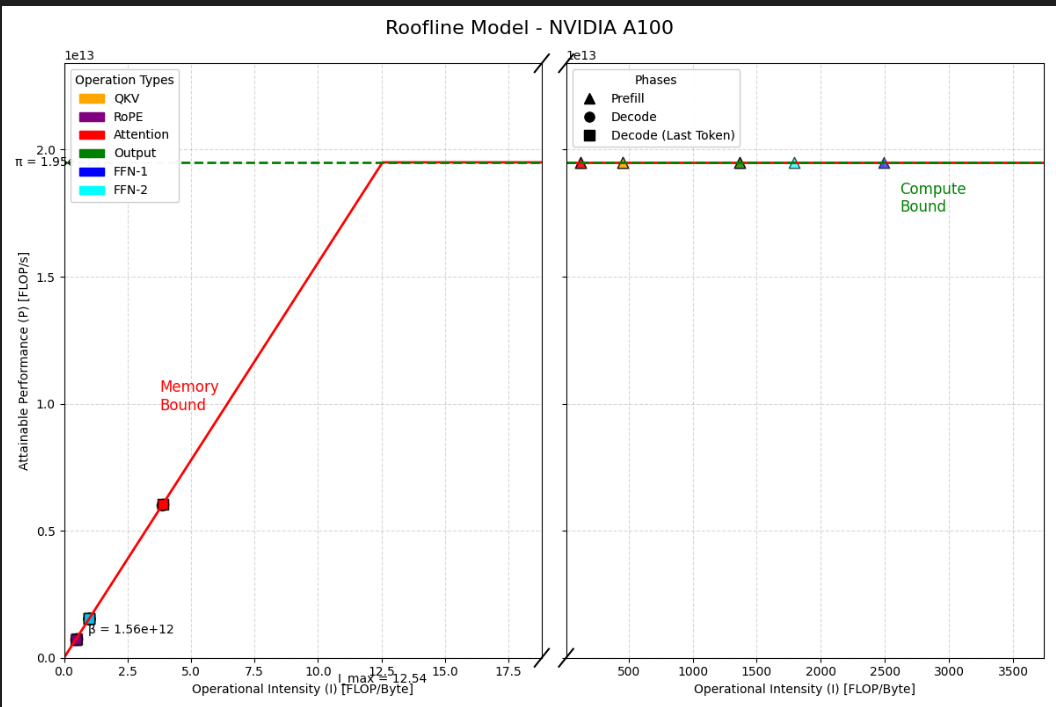 Roofline Model - NVIDIA A100
1e13
Operation Types
QKV
RoPE
Attention
Output
FFN-1
FFN-2
2.0
π = 1.95
1.5
1.0
0.5
0.0
Attainable Performance (P) [FLOP/s]
Memory
Bound
β = 1.56e+12
0.0
2.5
5.0
7.5
10.0
12.5
15.0
17.5
I_max = 12.54
Operational Intensity (I) [FLOP/Byte]
1e13
Phases
Prefill
Decode
Decode (Last Token)
Compute
Bound
500
1000
1500
2000
2500
3000
3500
Operational Intensity (I) [FLOP/Byte]